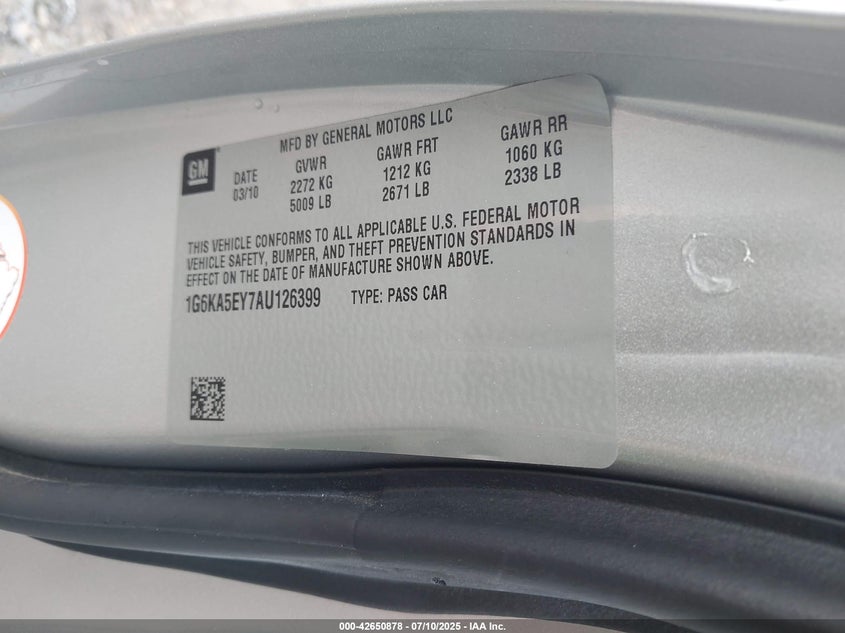 MFD BY GENERAL MOTORS LLC
GM
DATE GVWR GAWR FRT GAWR RR
03/10 2272 KG 1212 KG 1060 KG
5009 LB 2671 LB 2338 LB
THIS VEHICLE CONFORMS TO ALL APPLICABLE U.S. FEDERAL MOTOR
VEHICLE SAFETY, BUMPER, AND THEFT PREVENTION STANDARDS IN
EFFECT ON THE DATE OF MANUFACTURE SHOWN ABOVE.
1G6KA5EY7AU126399 TYPE: PASS CAR
000-42650878 - 07/10/2025 - IAA Inc.